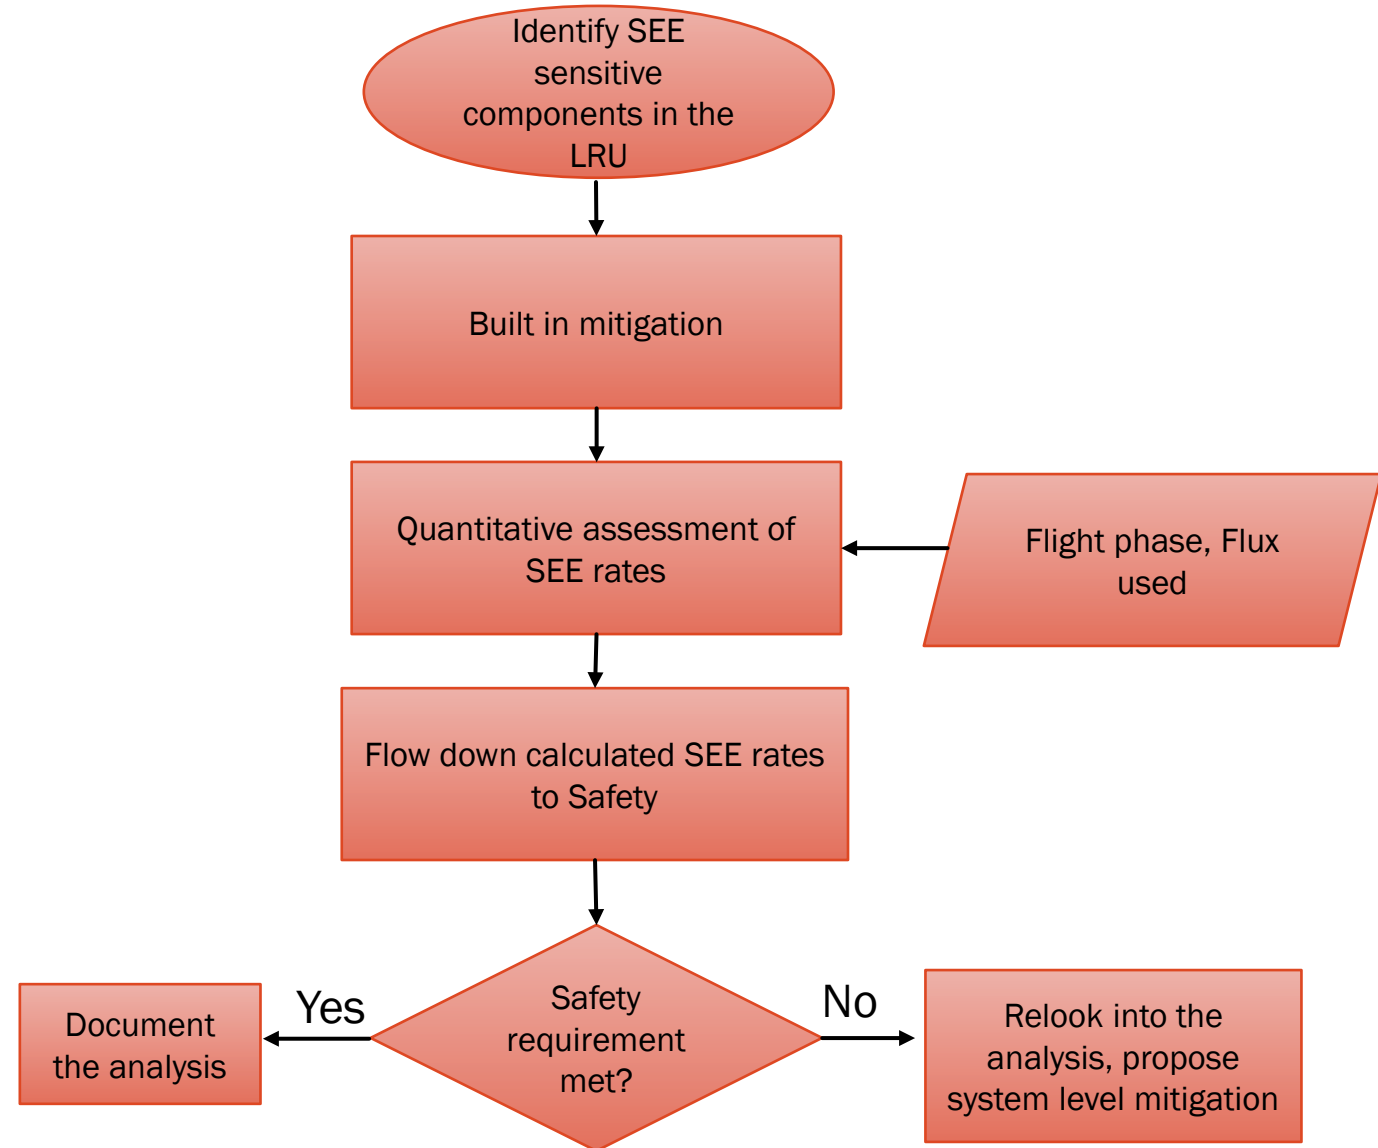 Identify SEE
sensitive
components in the
LRU
Built in mitigation
Quantitative assessment of
SEE rates
Flight phase, Flux
used
Flow down calculated SEE rates
to Safety
Safety
requirement
met?
Yes
No
Document
the analysis
Relook into the
analysis, propose
system level mitigation